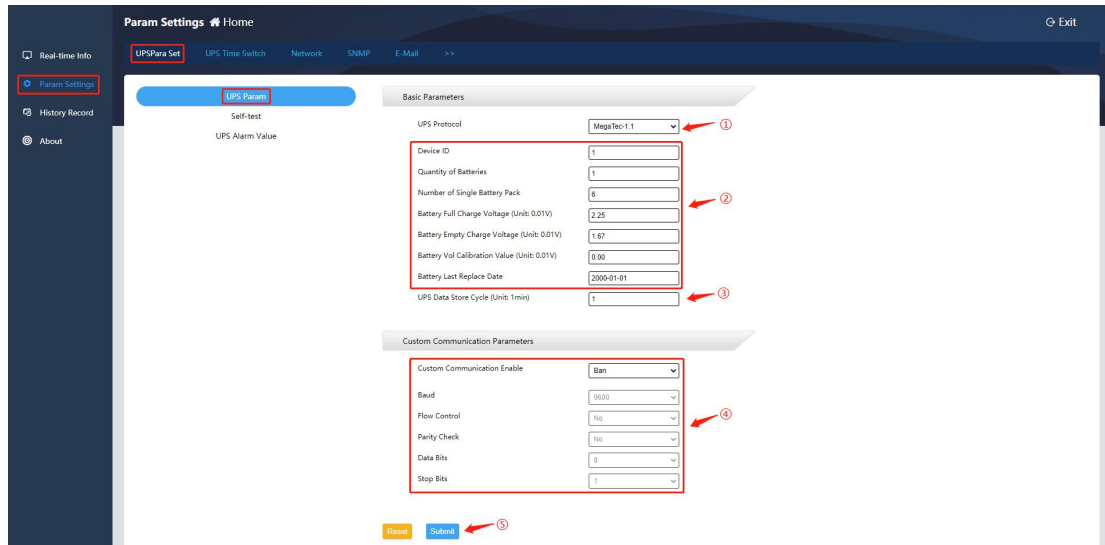 Param Settings Home
Exit
Real-time Info
Param Settings
History Record
About
UPSPara Set UPS Time Switch Network SNMP E-Mail >>
UPS Param
Self-test
UPS Alarm Value
Basic Parameters
UPS Protocol MegaTec-1:1 ①
Device ID 1
Quantity of Batteries 1
Number of Single Battery Pack 6
②
Battery Full Charge Voltage (Unit: 0.01V) 2.25
Battery Empty Charge Voltage (Unit: 0.01V) 1.67
Battery Vol Calibration Value (Unit: 0.01V) 0.00
Battery Last Replace Date 2000-01-01
UPS Data Store Cycle (Unit: 1min) 1 ③
Custom Communication Parameters
Custom Communication Enable Ban
Baud 9600
Flow Control No ④
Parity Check No
Data Bits 8
Stop Bits 1
Reset Submit ⑤